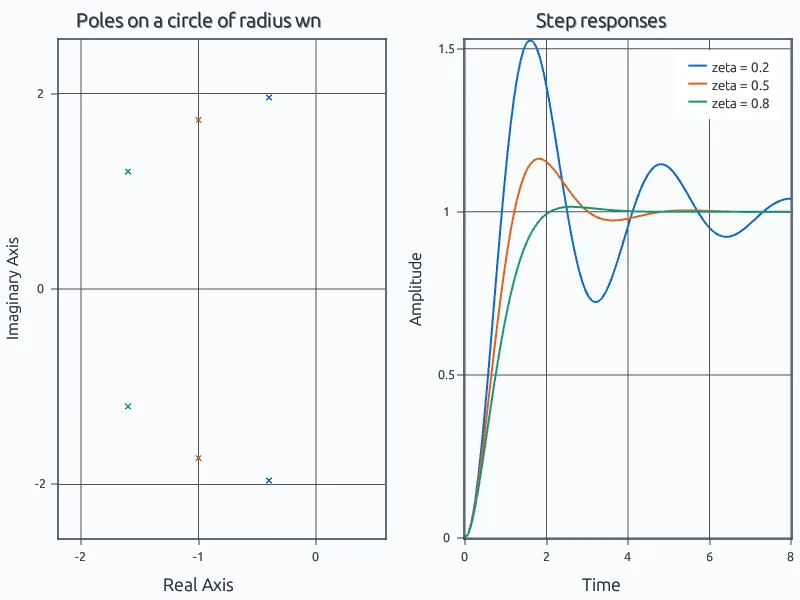 Poles on a circle of radius wn
2
0
-2
Imaginary Axis
-2
-1
0
Real Axis
Step responses
zeta = 0.2
zeta = 0.5
zeta = 0.8
1.5
1
0.5
0
Amplitude
0
2
4
6
8
Time